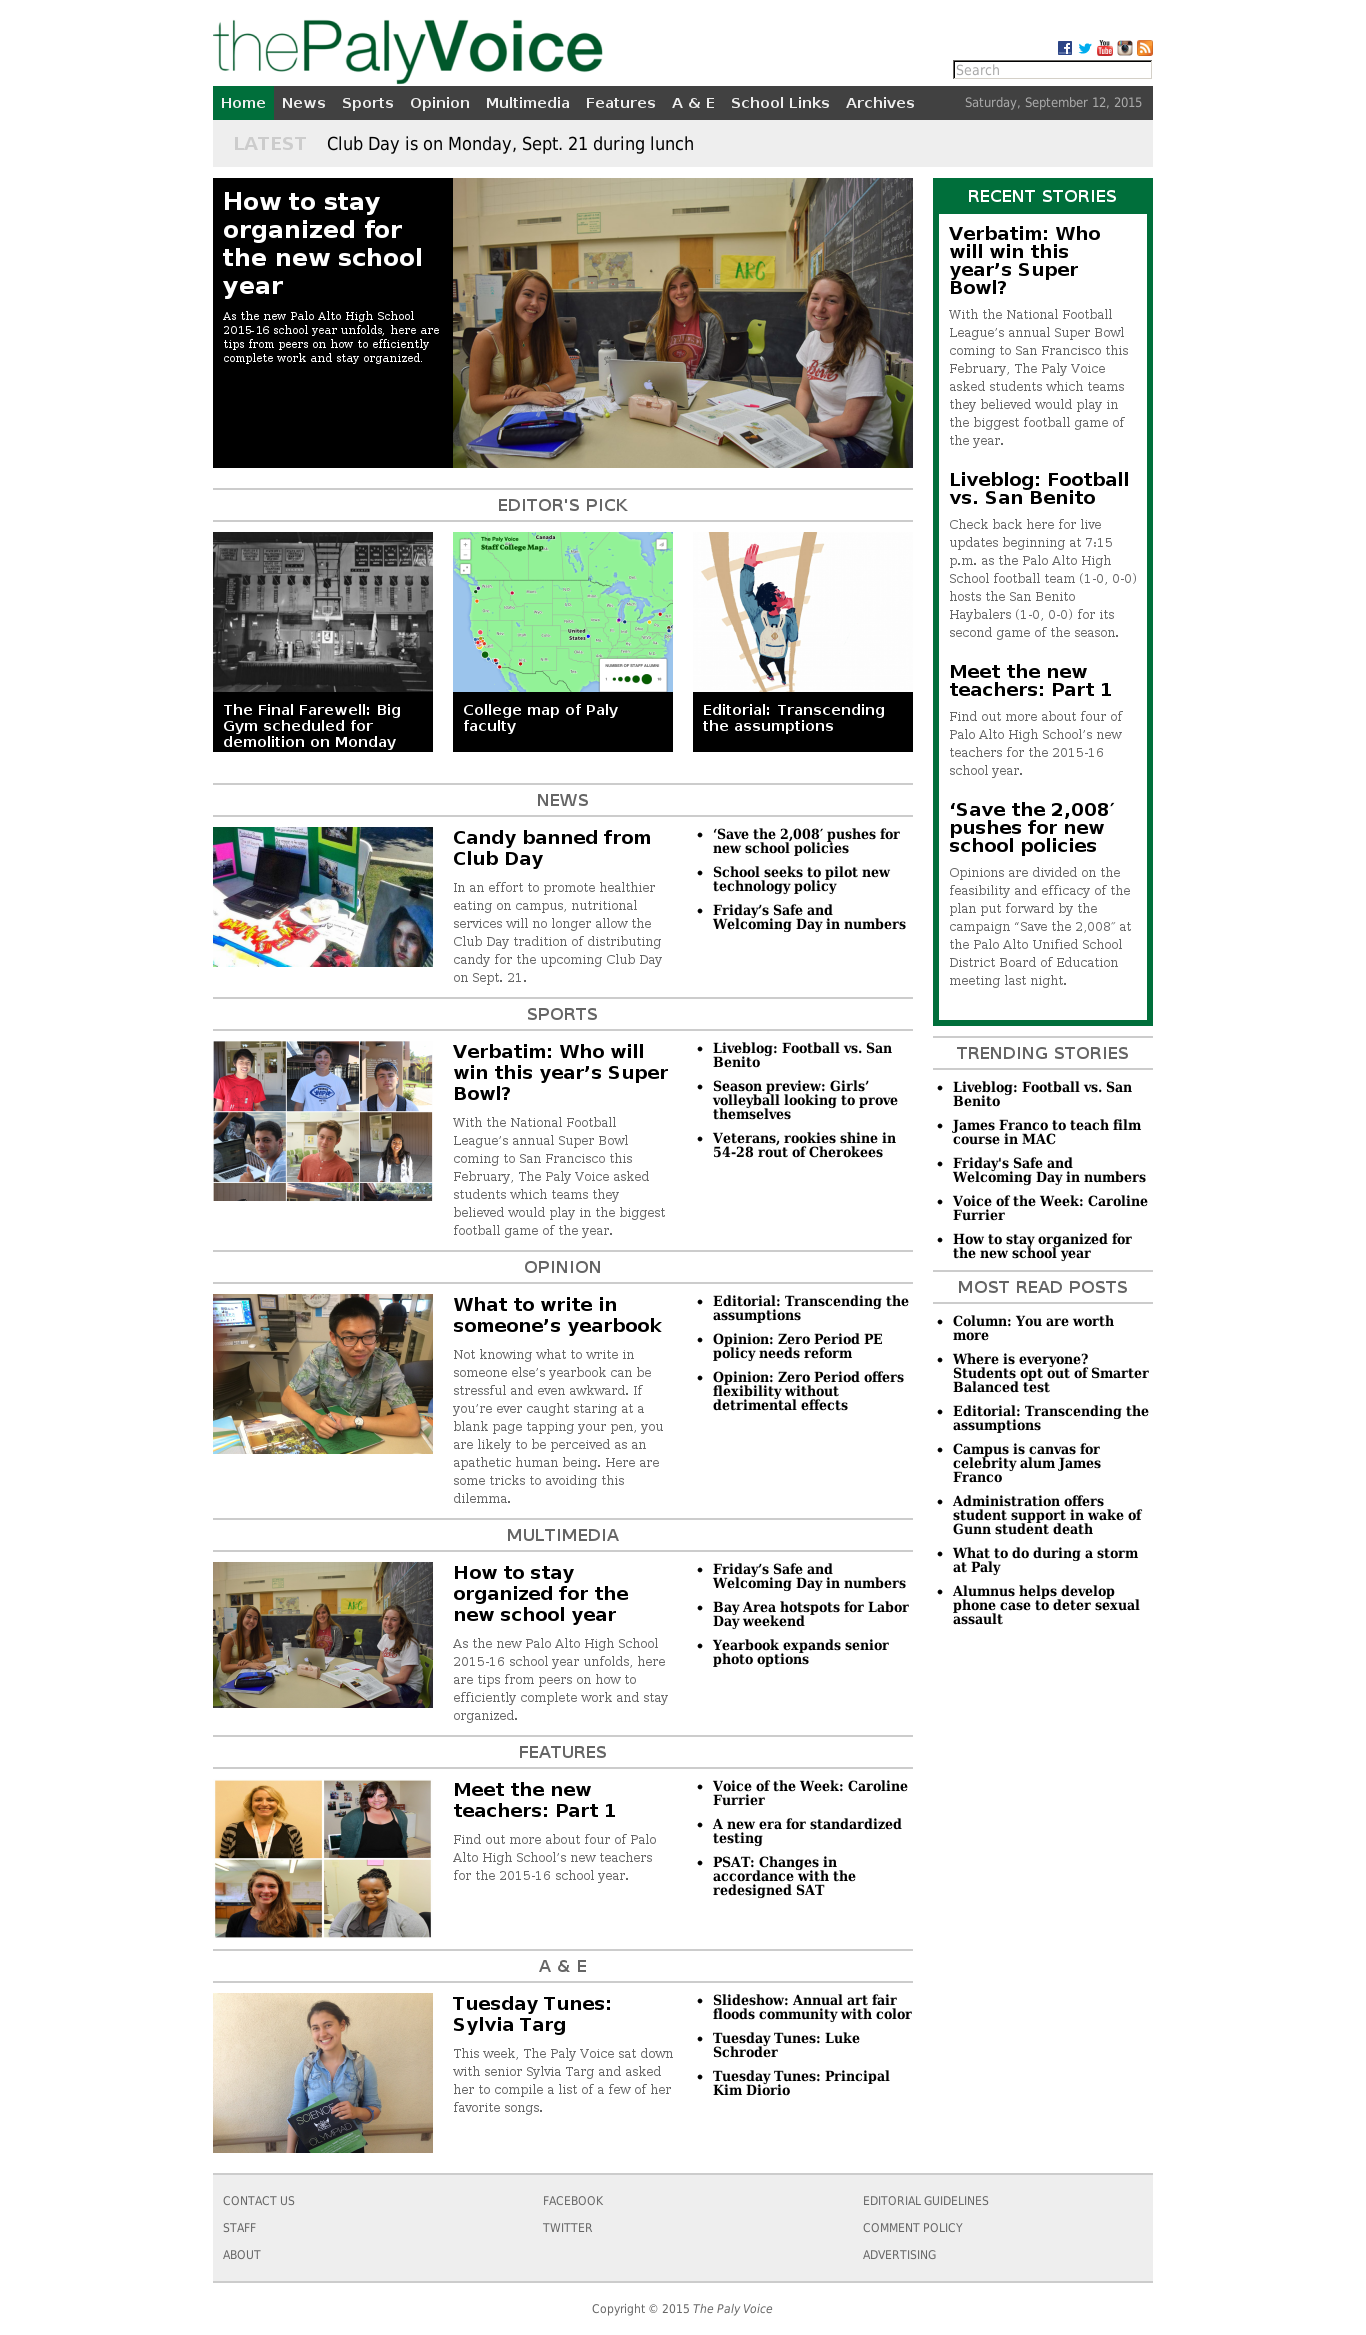 thePalyVoice
Search
Home News Sports Opinion Multimedia Features A & E School Links Archives Saturday, September 12, 2015
LATEST Club Day is on Monday, Sept. 21 during lunch
How to stay
organized for
the new school
year
As the new Palo Alto High School
2015-16 school year unfolds, here are
tips from peers on how to efficiently
complete work and stay organized.
ARC
EDITOR'S PICK
The Final Farewell: Big
Gym scheduled for
demolition on Monday
The Paly Voice
Staff College Map
Canada
United
States
NUMBER OF STAFF ALUMNI
College map of Paly
faculty
Editorial: Transcending
the assumptions
NEWS
Candy banned from
Club Day
In an effort to promote healthier
eating on campus, nutritional
services will no longer allow the
Club Day tradition of distributing
candy for the upcoming Club Day
on Sept. 21.
• ‘Save the 2,008′ pushes for
new school policies
• School seeks to pilot new
technology policy
• Friday’s Safe and
Welcoming Day in numbers
SPORTS
Verbatim: Who will
win this year’s Super
Bowl?
With the National Football
League’s annual Super Bowl
coming to San Francisco this
February, The Paly Voice asked
students which teams they
believed would play in the biggest
football game of the year.
• Liveblog: Football vs. San
Benito
• Season preview: Girls’
volleyball looking to prove
themselves
• Veterans, rookies shine in
54-28 rout of Cherokees
OPINION
What to write in
someone’s yearbook
Not knowing what to write in
someone else’s yearbook can be
stressful and even awkward. If
you’re ever caught staring at a
blank page tapping your pen, you
are likely to be perceived as an
apathetic human being. Here are
some tricks to avoiding this
dilemma.
• Editorial: Transcending the
assumptions
• Opinion: Zero Period PE
policy needs reform
• Opinion: Zero Period offers
flexibility without
detrimental effects
MULTIMEDIA
How to stay
organized for the
new school year
As the new Palo Alto High School
2015-16 school year unfolds, here
are tips from peers on how to
efficiently complete work and stay
organized.
• Friday’s Safe and
Welcoming Day in numbers
• Bay Area hotspots for Labor
Day weekend
• Yearbook expands senior
photo options
FEATURES
Meet the new
teachers: Part 1
Find out more about four of Palo
Alto High School’s new teachers
for the 2015-16 school year.
• Voice of the Week: Caroline
Furrier
• A new era for standardized
testing
• PSAT: Changes in
accordance with the
redesigned SAT
A & E
SCIENCE
OLYMPIAD
Tuesday Tunes:
Sylvia Targ
This week, The Paly Voice sat down
with senior Sylvia Targ and asked
her to compile a list of a few of her
favorite songs.
• Slideshow: Annual art fair
floods community with color
• Tuesday Tunes: Luke
Schroder
• Tuesday Tunes: Principal
Kim Diorio
RECENT STORIES
Verbatim: Who
will win this
year’s Super
Bowl?
With the National Football
League’s annual Super Bowl
coming to San Francisco this
February, The Paly Voice
asked students which teams
they believed would play in
the biggest football game of
the year.
Liveblog: Football
vs. San Benito
Check back here for live
updates beginning at 7:15
p.m. as the Palo Alto High
School football team (1-0, 0-0)
hosts the San Benito
Haybalers (1-0, 0-0) for its
second game of the season.
Meet the new
teachers: Part 1
Find out more about four of
Palo Alto High School’s new
teachers for the 2015-16
school year.
‘Save the 2,008′
pushes for new
school policies
Opinions are divided on the
feasibility and efficacy of the
plan put forward by the
campaign “Save the 2,008″ at
the Palo Alto Unified School
District Board of Education
meeting last night.
TRENDING STORIES
• Liveblog: Football vs. San
Benito
• James Franco to teach film
course in MAC
• Friday's Safe and
Welcoming Day in numbers
• Voice of the Week: Caroline
Furrier
• How to stay organized for
the new school year
MOST READ POSTS
• Column: You are worth
more
• Where is everyone?
Students opt out of Smarter
Balanced test
• Editorial: Transcending the
assumptions
• Campus is canvas for
celebrity alum James
Franco
• Administration offers
student support in wake of
Gunn student death
• What to do during a storm
at Paly
• Alumnus helps develop
phone case to deter sexual
assault
CONTACT US FACEBOOK EDITORIAL GUIDELINES
STAFF TWITTER COMMENT POLICY
ABOUT ADVERTISING
Copyright © 2015 The Paly Voice